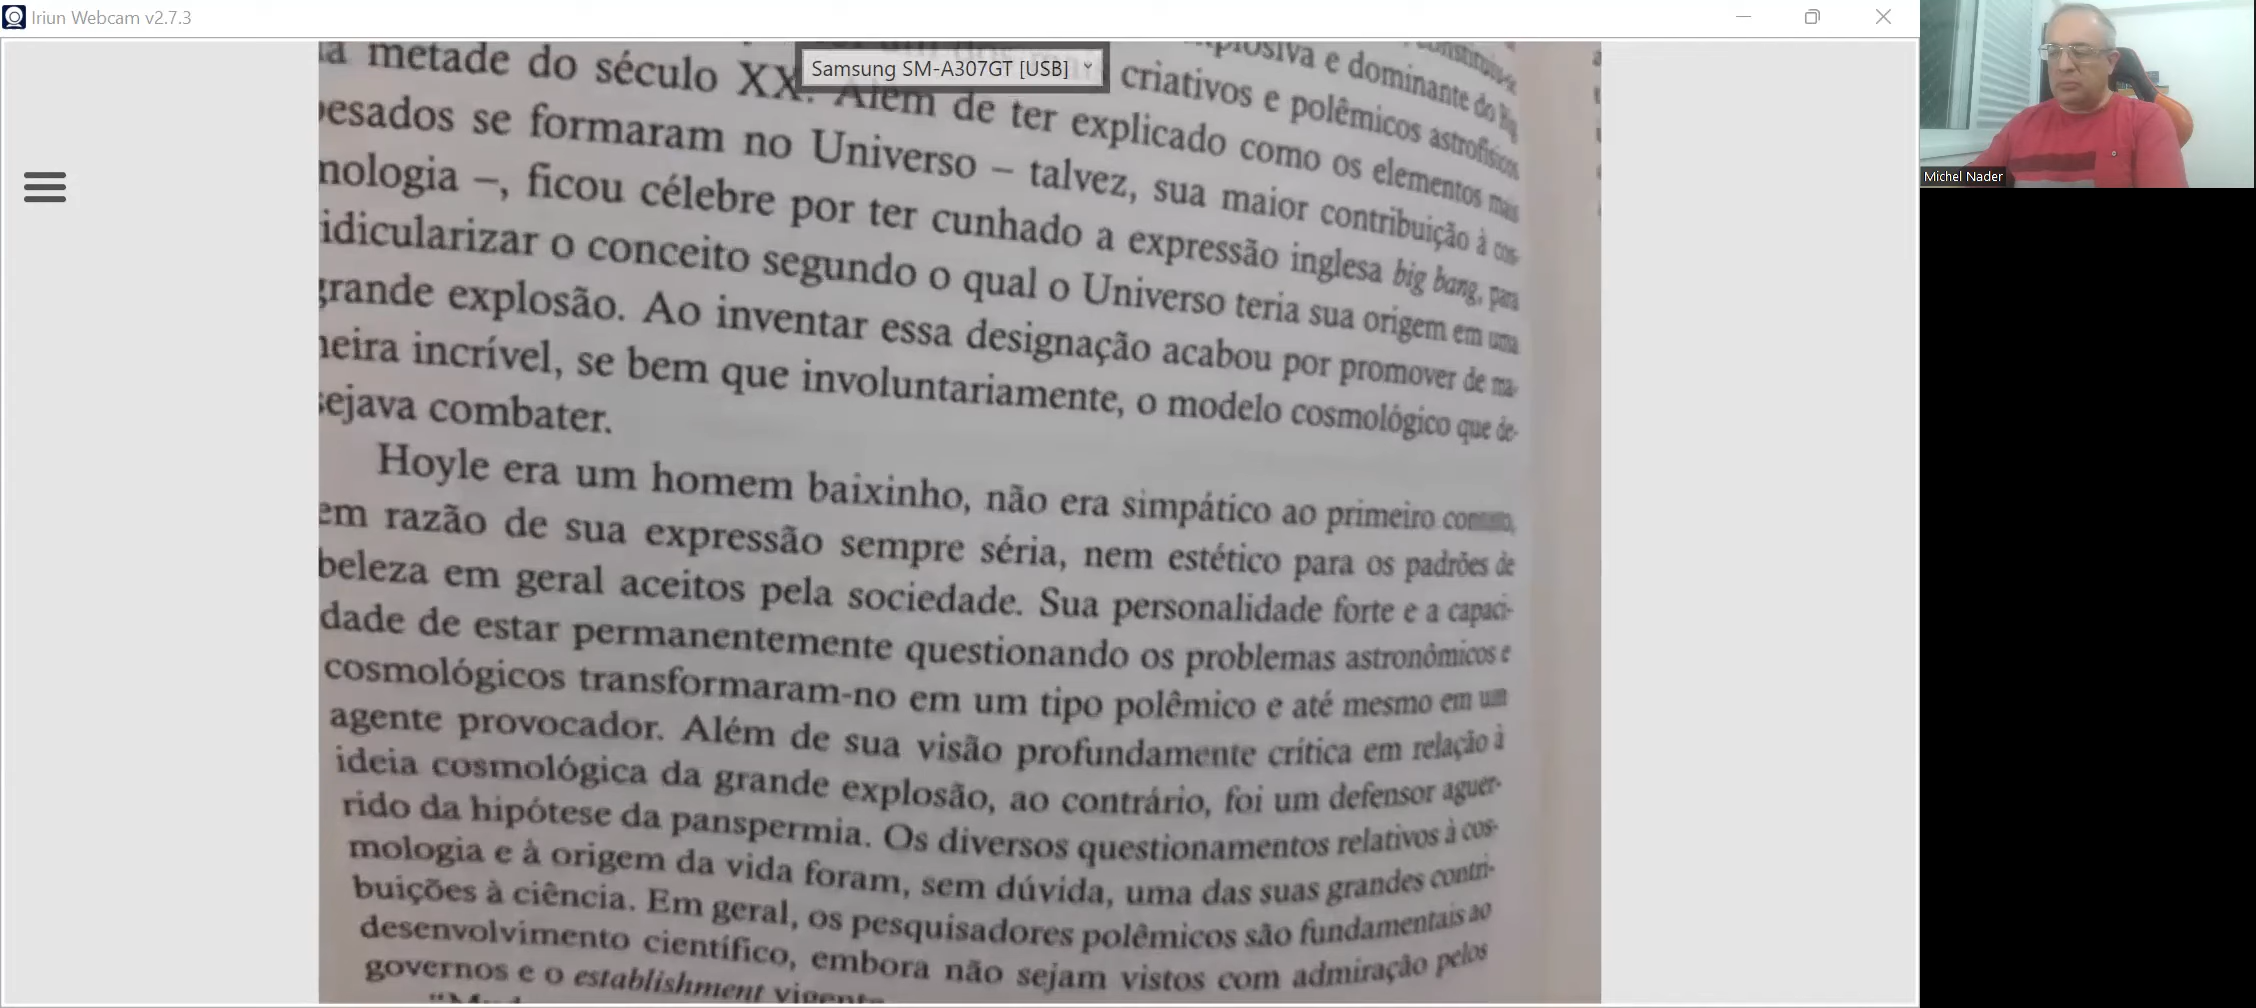 Iriun Webcam v2.7.3
Samsung SM-A307GT [USB]
Michel Nader
e dominante do Big
criativos e polêmicos astrofísicos
metade do século XX. Além de ter explicado como os elementos mais
pesados se formaram no Universo – talvez, sua maior contribuição à cos-
mologia –, ficou célebre por ter cunhado a expressão inglesa big bang, para
idicularizar o conceito segundo o qual o Universo teria sua origem em uma
grande explosão. Ao inventar essa designação acabou por promover de ma-
neira incrível, se bem que involuntariamente, o modelo cosmológico que de-
sejava combater.
Hoyle era um homem baixinho, não era simpático ao primeiro
em razão de sua expressão sempre séria, nem estético para os padrões de
beleza em geral aceitos pela sociedade. Sua personalidade forte e a capaci-
dade de estar permanentemente questionando os problemas astronômicos e
cosmológicos transformaram-no em um tipo polêmico e até mesmo em um
agente provocador. Além de sua visão profundamente crítica em relação à
ideia cosmológica da grande explosão, ao contrário, foi um defensor aguer-
rido da hipótese da panspermia. Os diversos questionamentos relativos à cos-
mologia e à origem da vida foram, sem dúvida, uma das suas grandes contri-
buições à ciência. Em geral, os pesquisadores polêmicos são fundamentais ao
desenvolvimento científico, embora não sejam vistos com admiração pelos
governos e o establishment vigente